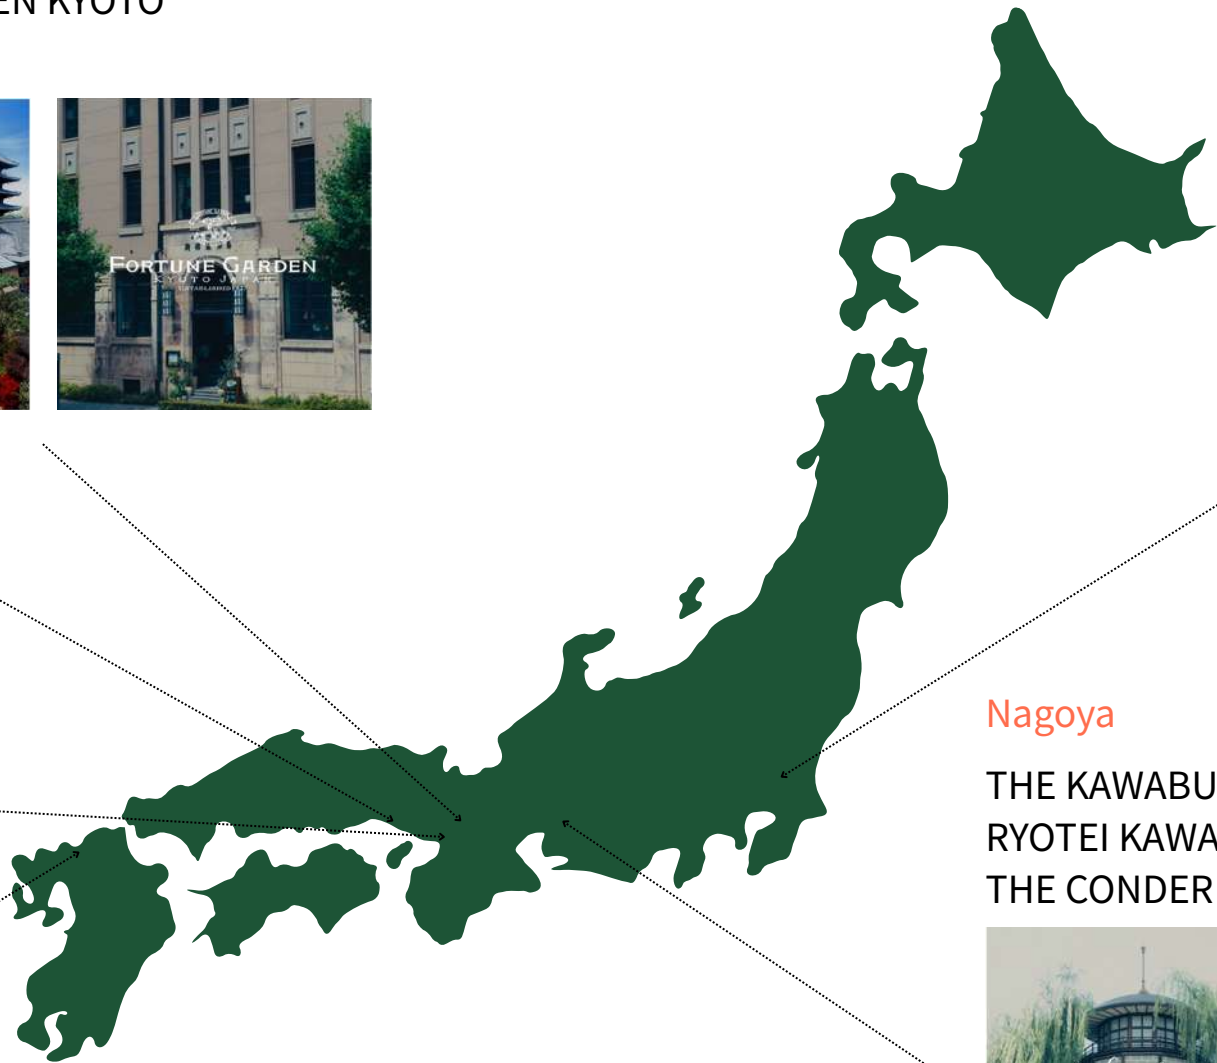 EN KYOTO
FORTUNE GARDEN
KYOTO JAPAN
Nagoya
THE KAWABU
RYOTEI KAWA
THE CONDER